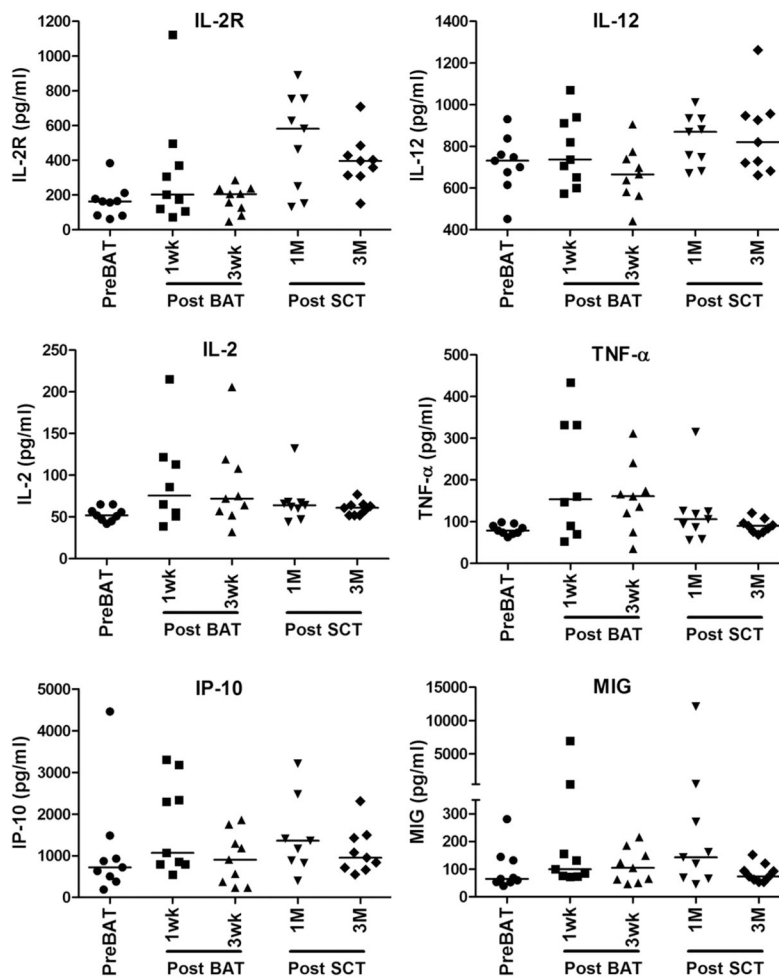 IL-2R
IL-2R (pg/ml)
1200
1000
800
600
400
200
0
PreBAT
1wk
3wk
1M
3M
Post BAT
Post SCT
IL-12
IL-12 (pg/ml)
1400
1200
1000
800
600
400
PreBAT
1wk
3wk
1M
3M
Post BAT
Post SCT
IL-2
IL-2 (pg/ml)
250
200
150
100
50
0
PreBAT
1wk
3wk
1M
3M
Post BAT
Post SCT
TNF-α
TNF-α (pg/ml)
500
400
300
200
100
0
PreBAT
1wk
3wk
1M
3M
Post BAT
Post SCT
IP-10
IP-10 (pg/ml)
5000
4000
3000
2000
1000
0
PreBAT
1wk
3wk
1M
3M
Post BAT
Post SCT
MIG
MIG (pg/ml)
15000
10000
5000
300
200
100
0
PreBAT
1wk
3wk
1M
3M
Post BAT
Post SCT